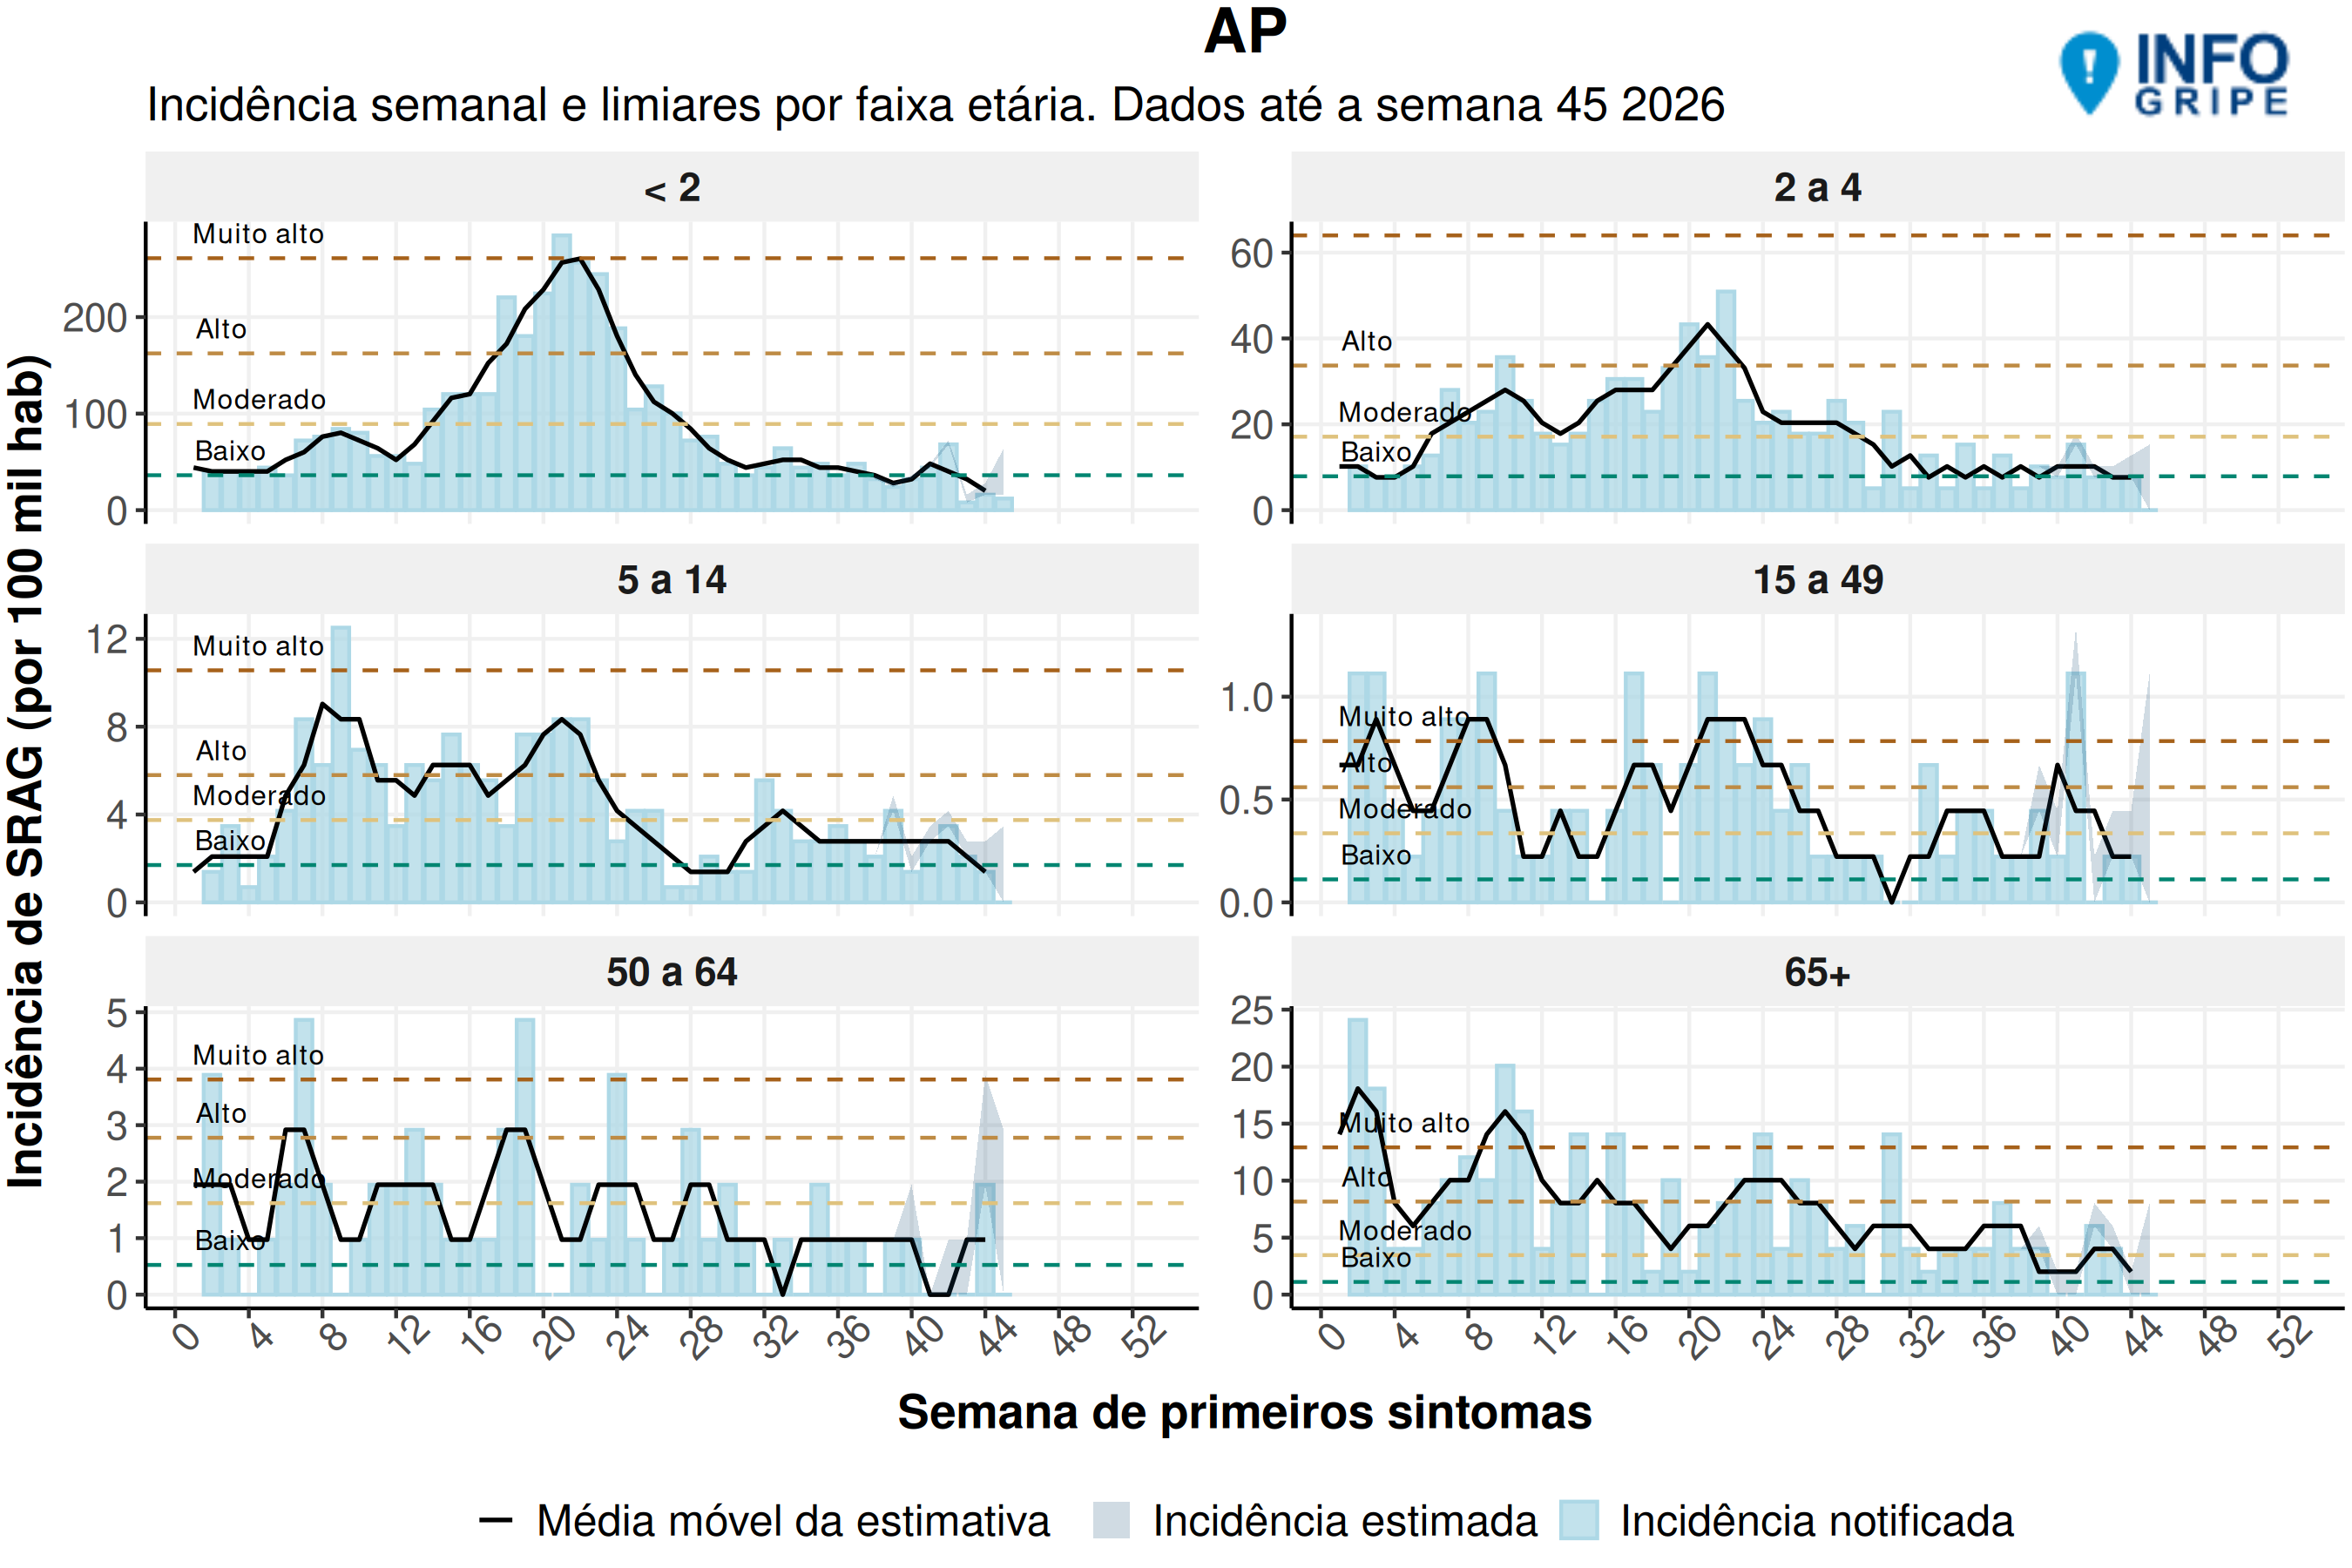 AP
INFO
GRIPE
Incidência semanal e limiares por faixa etária. Dados até a semana 45 2026
Incidência de SRAG (por 100 mil hab)
< 2
Muito alto
Alto
Moderado
Baixo
200
100
0
2 a 4
Alto
Moderado
Baixo
60
40
20
0
5 a 14
Muito alto
Alto
Moderado
Baixo
12
8
4
0
15 a 49
Muito alto
Alto
Moderado
Baixo
1.0
0.5
0.0
50 a 64
Muito alto
Alto
Moderado
Baixo
5
4
3
2
1
0
0 4 8 12 16 20 24 28 32 36 40 44 48 52
65+
Muito alto
Alto
Moderado
Baixo
25
20
15
10
5
0
0 4 8 12 16 20 24 28 32 36 40 44 48 52
Semana de primeiros sintomas
Média móvel da estimativa Incidência estimada Incidência notificada